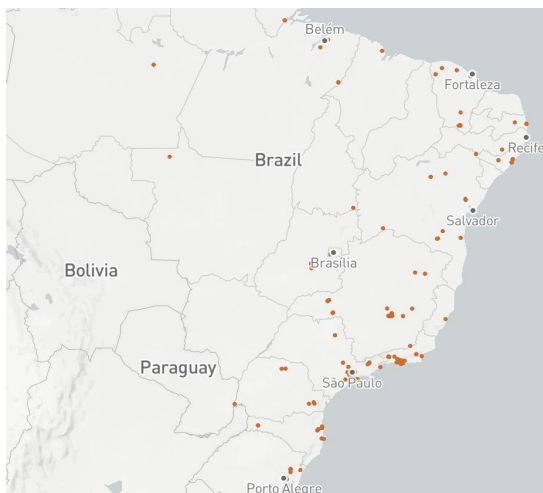 Belém
Fortaleza
Brazil
Recife
Salvador
Brasília
Bolivia
Paraguay
São Paulo
Porto Alegre